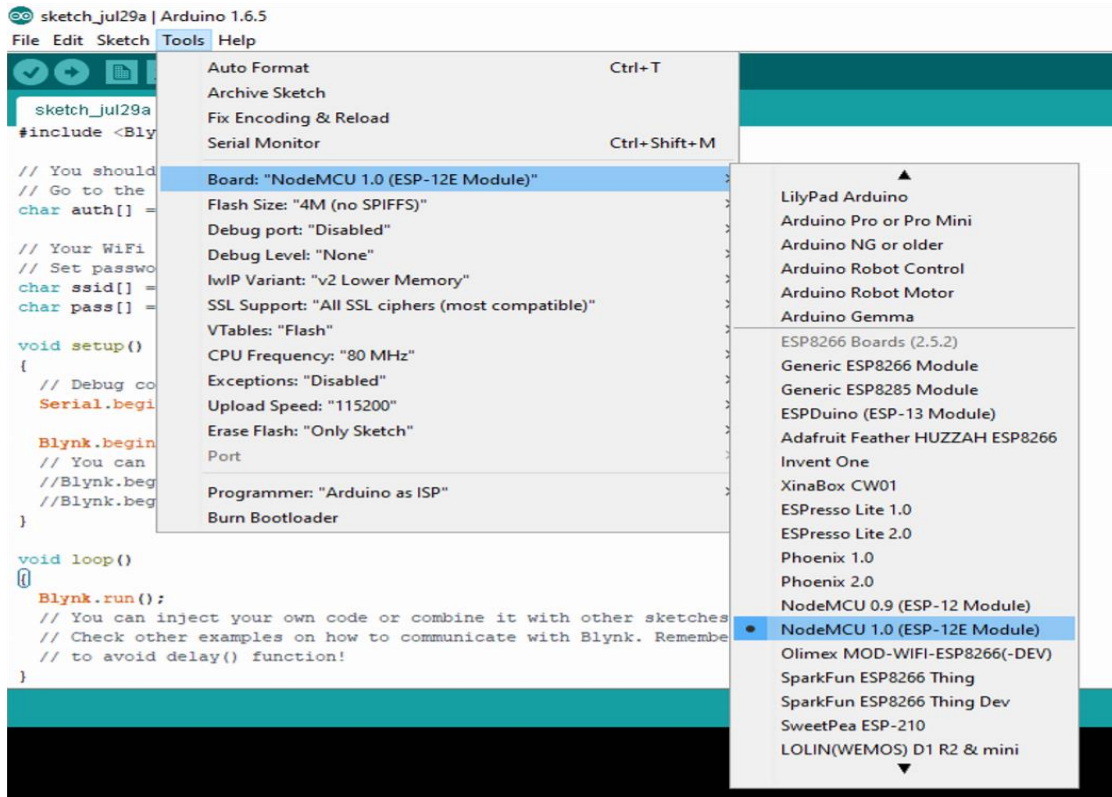 sketch_jul29a | Arduino 1.6.5
File Edit Sketch Tools Help
sketch_jul29a
#include <Bly
// You should
// Go to the
char auth[] =
// Your WiFi
// Set passwo
char ssid[] =
char pass[] =
void setup()
{
// Debug co
Serial.begi
Blynk.begin
// You can
//Blynk.beg
//Blynk.beg
}
void loop()
{
Blynk.run();
// You can inject your own code or combine it with other sketches
// Check other examples on how to communicate with Blynk. Remembe
// to avoid delay() function!
}
Auto Format Ctrl+T
Archive Sketch
Fix Encoding & Reload
Serial Monitor Ctrl+Shift+M
Board: "NodeMCU 1.0 (ESP-12E Module)"
Flash Size: "4M (no SPIFFS)"
Debug port: "Disabled"
Debug Level: "None"
lwIP Variant: "v2 Lower Memory"
SSL Support: "All SSL ciphers (most compatible)"
VTables: "Flash"
CPU Frequency: "80 MHz"
Exceptions: "Disabled"
Upload Speed: "115200"
Erase Flash: "Only Sketch"
Port
Programmer: "Arduino as ISP"
Burn Bootloader
LilyPad Arduino
Arduino Pro or Pro Mini
Arduino NG or older
Arduino Robot Control
Arduino Robot Motor
Arduino Gemma
ESP8266 Boards (2.5.2)
Generic ESP8266 Module
Generic ESP8285 Module
ESPDuino (ESP-13 Module)
Adafruit Feather HUZZAH ESP8266
Invent One
XinaBox CW01
ESPresso Lite 1.0
ESPresso Lite 2.0
Phoenix 1.0
Phoenix 2.0
NodeMCU 0.9 (ESP-12 Module)
NodeMCU 1.0 (ESP-12E Module)
Olimex MOD-WIFI-ESP8266(-DEV)
SparkFun ESP8266 Thing
SparkFun ESP8266 Thing Dev
SweetPea ESP-210
LOLIN(WEMOS) D1 R2 & mini